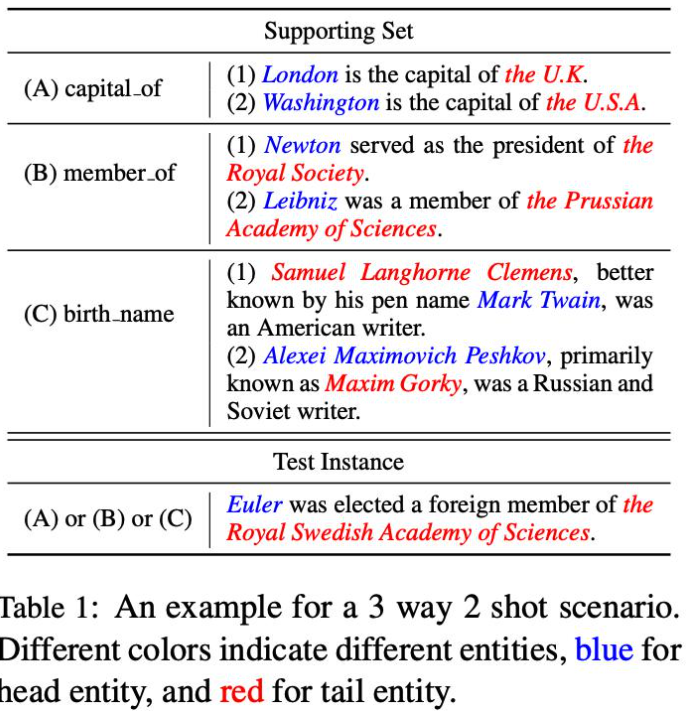 Supporting Set
(A) capital_of
(1) London is the capital of the U.K.
(2) Washington is the capital of the U.S.A.
(B) member_of
(1) Newton served as the president of the
Royal Society.
(2) Leibniz was a member of the Prussian
Academy of Sciences.
(C) birth_name
(1) Samuel Langhorne Clemens, better
known by his pen name Mark Twain, was
an American writer.
(2) Alexei Maximovich Peshkov, primarily
known as Maxim Gorky, was a Russian and
Soviet writer.
Test Instance
(A) or (B) or (C)
Euler was elected a foreign member of the
Royal Swedish Academy of Sciences.
Table 1: An example for a 3 way 2 shot scenario.
Different colors indicate different entities, blue for
head entity, and red for tail entity.